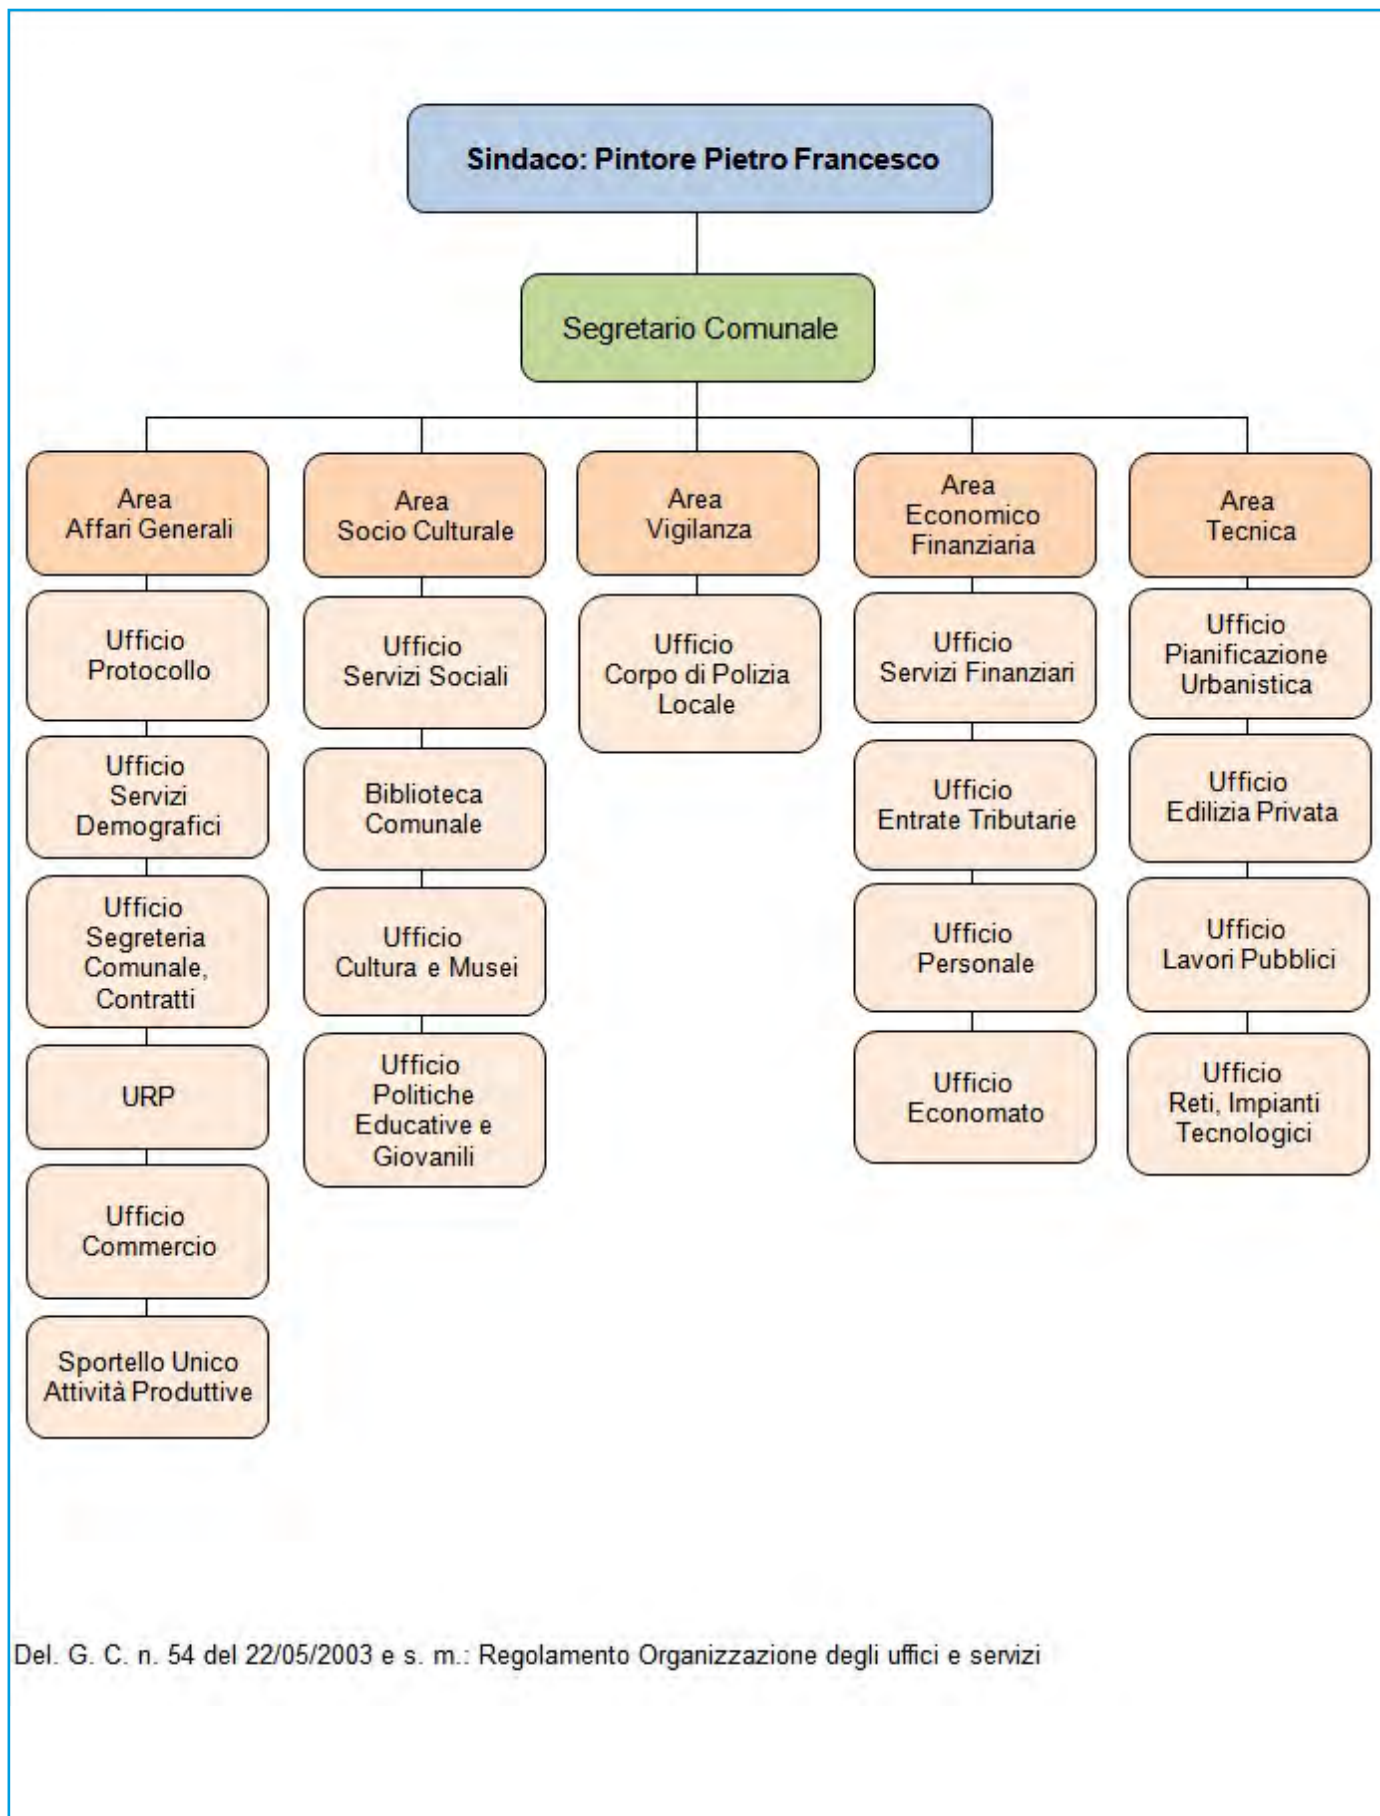 Sindaco: Pintore Pietro Francesco
Segretario Comunale
Area
Affari Generali
Ufficio
Protocollo
Ufficio
Servizi
Demografici
Ufficio
Segreteria
Comunale,
Contratti
URP
Ufficio
Commercio
Sportello Unico
Attività Produttive
Area
Socio Culturale
Ufficio
Servizi Sociali
Biblioteca
Comunale
Ufficio
Cultura e Musei
Ufficio
Politiche
Educative e
Giovanili
Area
Vigilanza
Ufficio
Corpo di Polizia
Locale
Area
Economico
Finanziaria
Ufficio
Servizi Finanziari
Ufficio
Entrate Tributarie
Ufficio
Personale
Ufficio
Economato
Area
Tecnica
Ufficio
Pianificazione
Urbanistica
Ufficio
Edilizia Privata
Ufficio
Lavori Pubblici
Ufficio
Reti, Impianti
Tecnologici
Del. G. C. n. 54 del 22/05/2003 e s. m.: Regolamento Organizzazione degli uffici e servizi